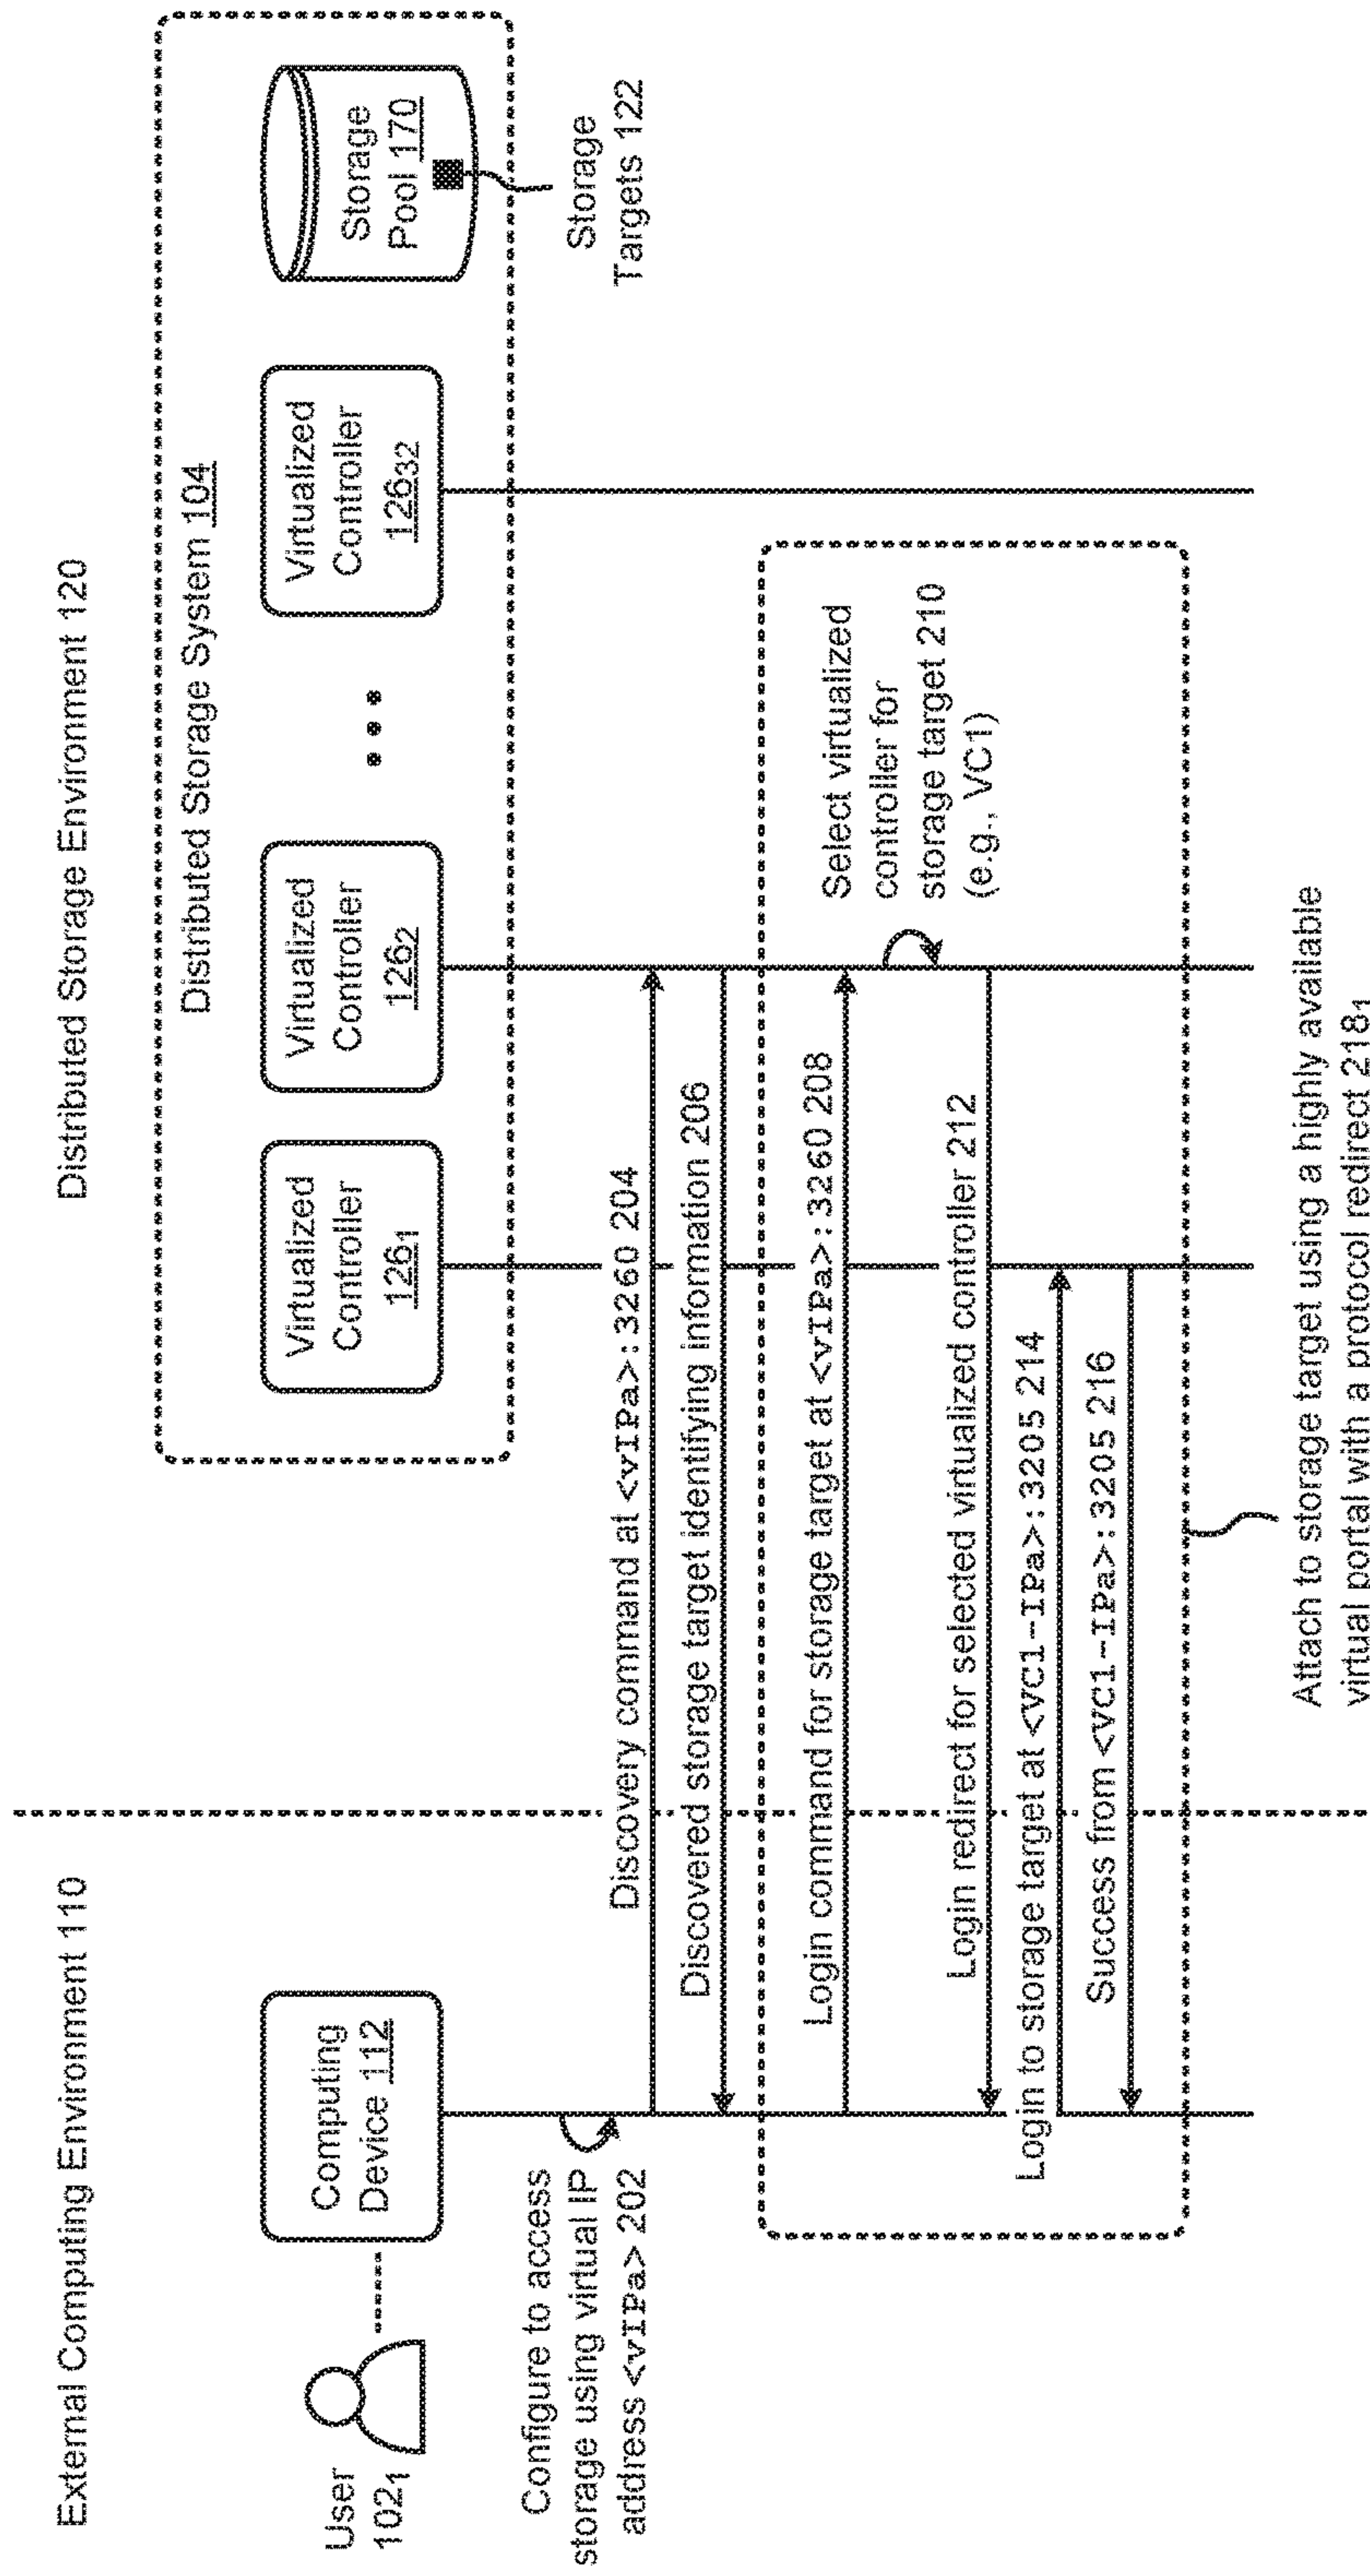 External Computing Environment 110
Distributed Storage Environment 120
Distributed Storage System 104
User
102₁
Computing
Device 112
Virtualized
Controller
126₁
Virtualized
Controller
126₂
Virtualized
Controller
126₃₂
Storage
Pool 170
Storage
Targets 122
Configure to access
storage using virtual IP
address <vIPa> 202
Discovery command at <vIPa>:3260 204
Discovered storage target identifying information 206
Login command for storage target at <vIPa>:3260 208
Select virtualized
controller for
storage target 210
(e.g., VC1)
Login redirect for selected virtualized controller 212
Login to storage target at <VC1-IPa>:3205 214
Success from <VC1-IPa>:3205 216
Attach to storage target using a highly available
virtual portal with a protocol redirect 218₁